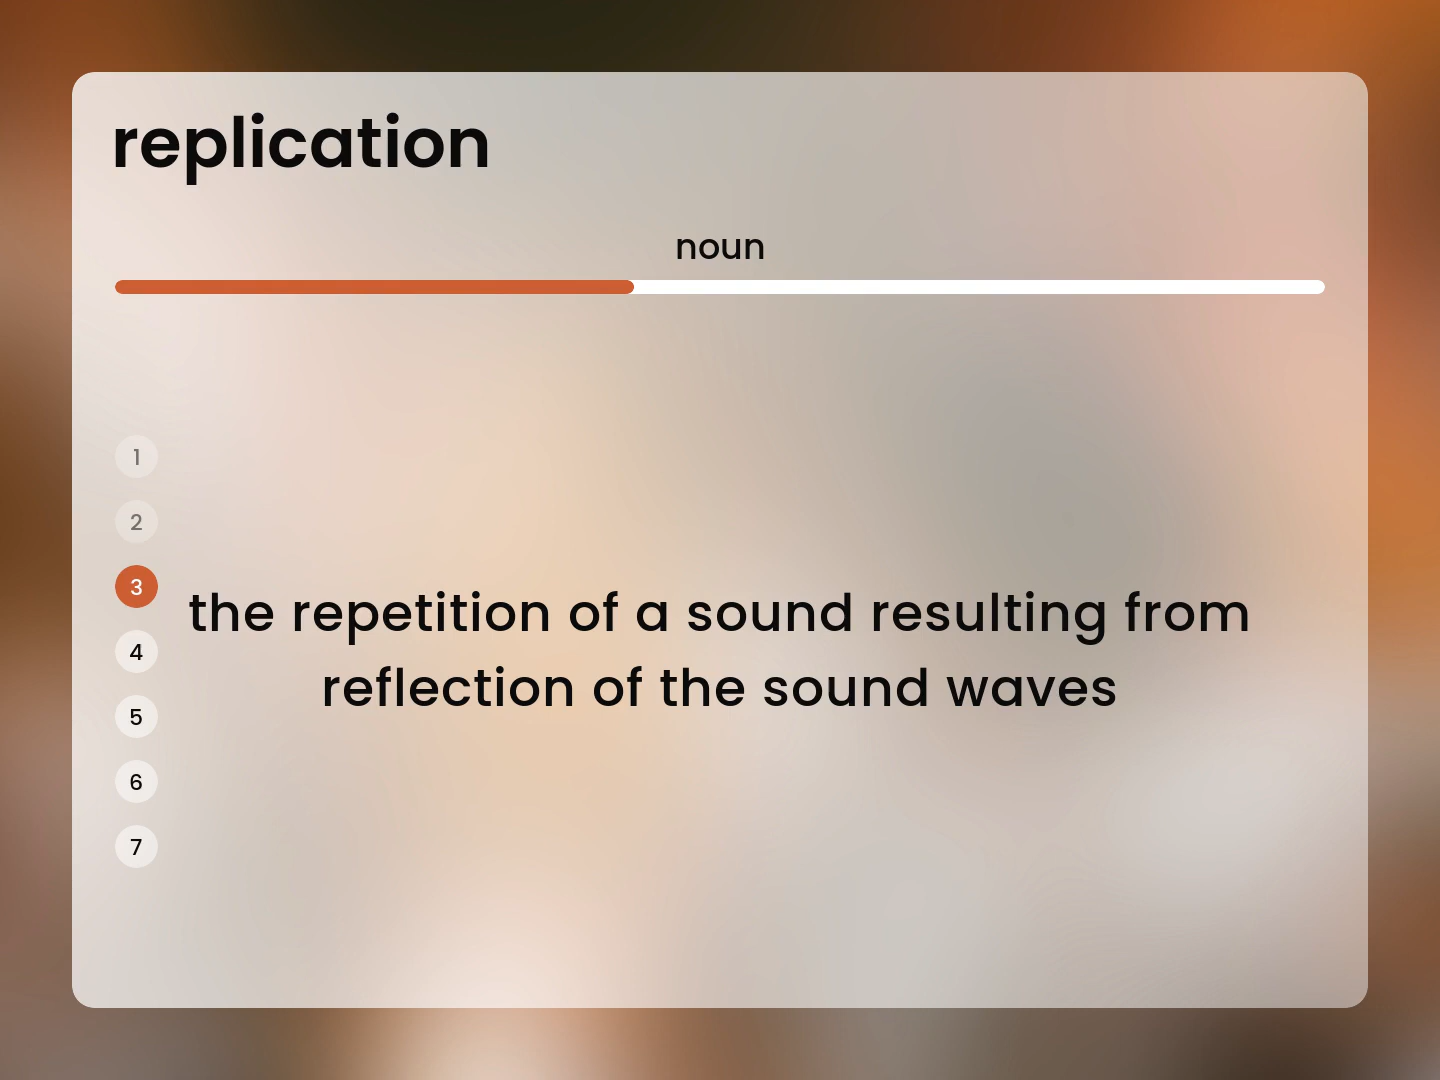 replication
noun
1
2
3
the repetition of a sound resulting from
4
reflection of the sound waves
5
6
7